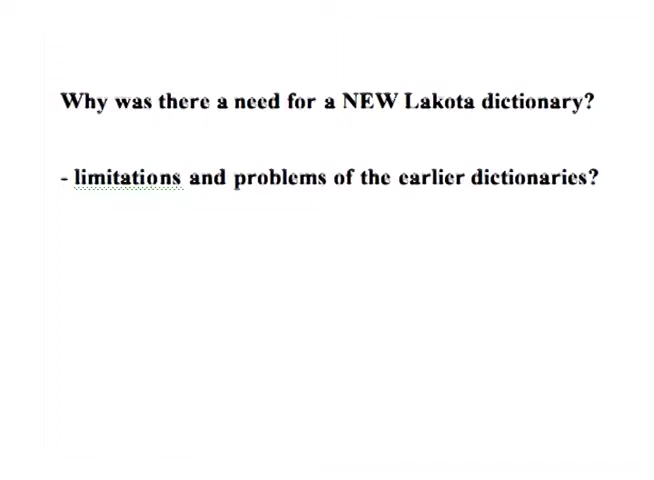 Why was there a need for a NEW Lakota dictionary?
- limitations and problems of the earlier dictionaries?